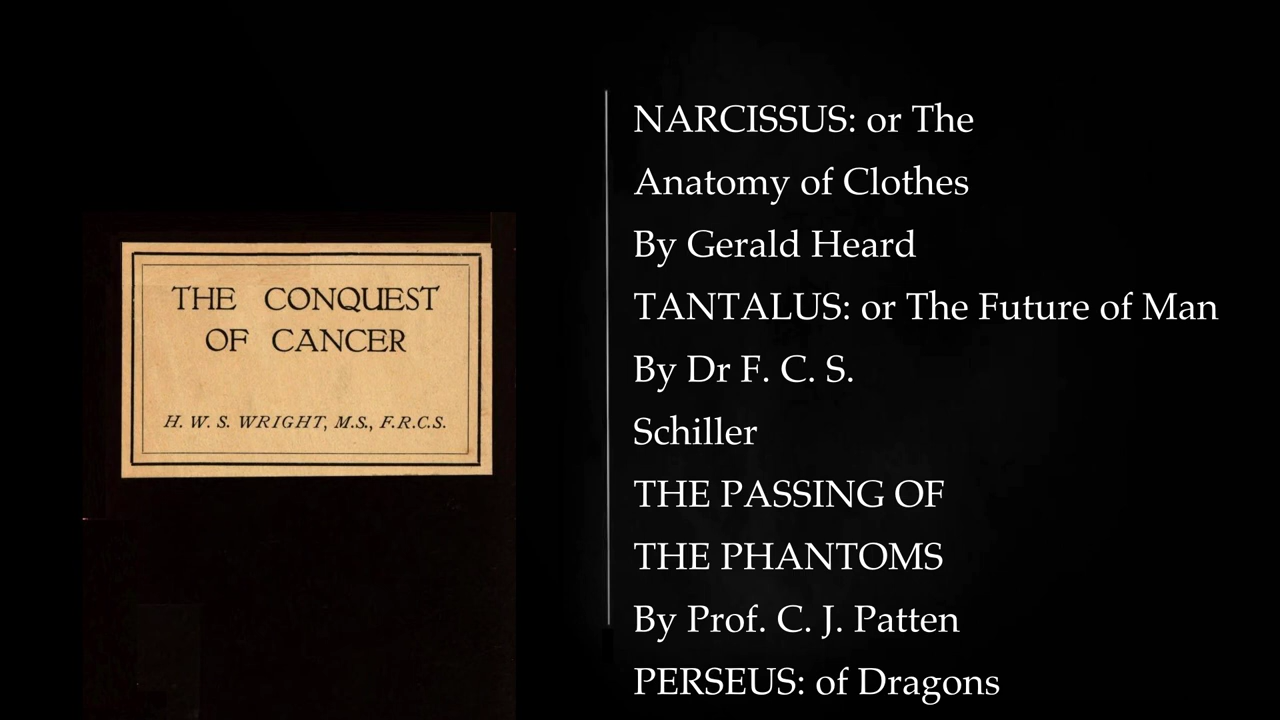 THE CONQUEST
OF CANCER
H. W. S. WRIGHT, M.S., F.R.C.S.
NARCISSUS: or The
Anatomy of Clothes
By Gerald Heard
TANTALUS: or The Future of Man
By Dr F. C. S.
Schiller
THE PASSING OF
THE PHANTOMS
By Prof. C. J. Patten
PERSEUS: of Dragons